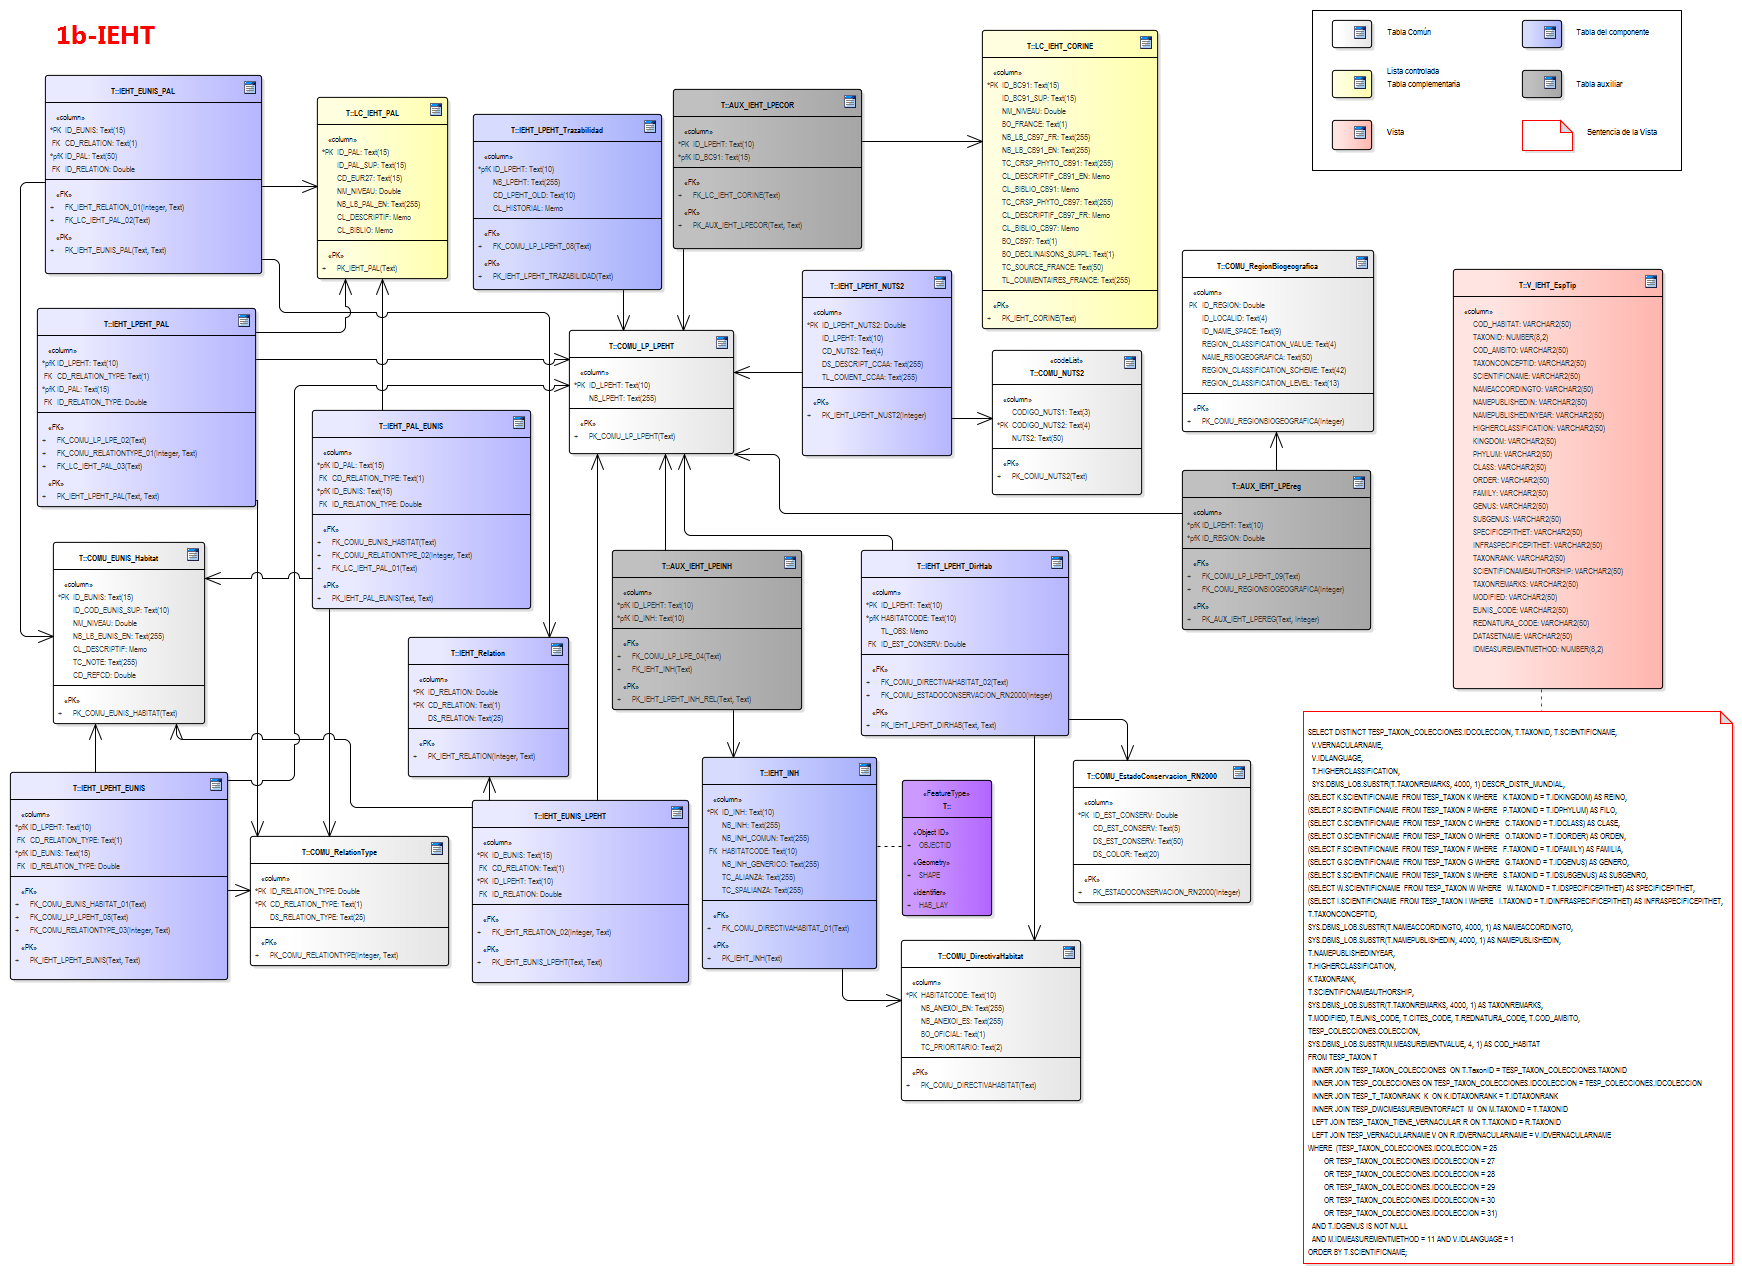 1b-IEHT
Tabla Común
Tabla del componente
Lista controlada
Tabla complementaria
Tabla auxiliar
Vista
Sentencia de la Vista
T::IEHT_EUNIS_PAL
«column»
*PK ID_EUNIS: Text(15)
FK CD_RELATION: Text(1)
*pfK ID_PAL: Text(50)
FK ID_RELATION: Double
«FK»
+ FK_IEHT_RELATION_01(Integer, Text)
+ FK_LC_IEHT_PAL_02(Text)
«PK»
+ PK_IEHT_EUNIS_PAL(Text, Text)
T::LC_IEHT_PAL
«column»
*PK ID_PAL: Text(15)
ID_PAL_SUP: Text(15)
CD_EUR27: Text(15)
NM_NIVEAU: Double
NB_LB_PAL_EN: Text(255)
CL_DESCRIPTIF: Memo
CL_BIBLIO: Memo
«PK»
+ PK_IEHT_PAL(Text)
T::IEHT_LPEHT_Trazabilidad
«column»
*pfK ID_LPEHT: Text(10)
NB_LPEHT: Text(255)
CD_LPEHT_OLD: Text(10)
CL_HISTORIAL: Memo
«FK»
+ FK_COMU_LP_LPEHT_08(Text)
«PK»
+ PK_IEHT_LPEHT_TRAZABILIDAD(Text)
T::AUX_IEHT_LPECOR
«column»
*PK ID_LPEHT: Text(10)
*pfK ID_BC91: Text(15)
«FK»
+ FK_LC_IEHT_CORINE(Text)
«PK»
+ PK_AUX_IEHT_LPECOR(Text, Text)
T::LC_IEHT_CORINE
«column»
*PK ID_BC91: Text(15)
ID_BC91_SUP: Text(15)
NM_NIVEAU: Double
BO_FRANCE: Text(1)
NB_LB_CB97_FR: Text(255)
NB_LB_CB91_EN: Text(255)
TC_CRSP_PHYTO_CB91: Text(255)
CL_DESCRIPTIF_CB91_EN: Memo
CL_BIBLIO_CB91: Memo
TC_CRSP_PHYTO_CB97: Text(255)
CL_DESCRIPTIF_CB97_FR: Memo
CL_BIBLIO_CB97: Memo
BO_CB97: Text(1)
BO_DECLINAISONS_SUPPL: Text(1)
TC_SOURCE_FRANCE: Text(50)
TL_COMMENTAIRES_FRANCE: Text(255)
«PK»
+ PK_IEHT_CORINE(Text)
T::IEHT_LPEHT_PAL
«column»
*pfK ID_LPEHT: Text(10)
FK CD_RELATION_TYPE: Text(1)
*pfK ID_PAL: Text(15)
FK ID_RELATION_TYPE: Double
«FK»
+ FK_COMU_LP_LPE_02(Text)
+ FK_COMU_RELATIONTYPE_01(Integer, Text)
+ FK_LC_IEHT_PAL_03(Text)
«PK»
+ PK_IEHT_LPEHT_PAL(Text, Text)
T::COMU_LP_LPEHT
«column»
*PK ID_LPEHT: Text(10)
NB_LPEHT: Text(255)
«PK»
+ PK_COMU_LP_LPEHT(Text)
T::IEHT_LPEHT_NUTS2
«column»
*PK ID_LPEHT_NUTS2: Double
ID_LPEHT: Text(10)
CD_NUTS2: Text(4)
DS_DESCRIPT_CCAA: Text(255)
TL_COMENT_CCAA: Text(255)
«PK»
+ PK_IEHT_LPEHT_NUST2(Integer)
«codeList»
T::COMU_NUTS2
«column»
CODIGO_NUTS1: Text(3)
*PK CODIGO_NUTS2: Text(4)
NUTS2: Text(50)
«PK»
+ PK_COMU_NUTS2(Text)
T::COMU_RegionBiogeografica
«column»
PK ID_REGION: Double
ID_LOCALID: Text(4)
ID_NAME_SPACE: Text(9)
REGION_CLASSIFICATION_VALUE: Text(4)
NAME_RBIOGEOGRAFICA: Text(50)
REGION_CLASSIFICATION_SCHEME: Text(42)
REGION_CLASSIFICATION_LEVEL: Text(13)
«PK»
+ PK_COMU_REGIONBIOGEOGRAFICA(Integer)
T::V_IEHT_EspTip
«column»
COD_HABITAT: VARCHAR2(50)
TAXONID: NUMBER(8,2)
COD_AMBITO: VARCHAR2(50)
TAXONCONCEPTID: VARCHAR2(50)
SCIENTIFICNAME: VARCHAR2(50)
NAMEACCORDINGTO: VARCHAR2(50)
NAMEPUBLISHEDIN: VARCHAR2(50)
NAMEPUBLISHEDINYEAR: VARCHAR2(50)
HIGHERCLASSIFICATION: VARCHAR2(50)
KINGDOM: VARCHAR2(50)
PHYLUM: VARCHAR2(50)
CLASS: VARCHAR2(50)
ORDER: VARCHAR2(50)
FAMILY: VARCHAR2(50)
GENUS: VARCHAR2(50)
SUBGENUS: VARCHAR2(50)
SPECIFICEPITHET: VARCHAR2(50)
INFRASPECIFICEPITHET: VARCHAR2(50)
TAXONRANK: VARCHAR2(50)
SCIENTIFICNAMEAUTHORSHIP: VARCHAR2(50)
TAXONREMARKS: VARCHAR2(50)
MODIFIED: VARCHAR2(50)
EUNIS_CODE: VARCHAR2(50)
REDNATURA_CODE: VARCHAR2(50)
DATASETNAME: VARCHAR2(50)
IDMEASUREMENTMETHOD: NUMBER(8,2)
T::IEHT_PAL_EUNIS
«column»
*pfK ID_PAL: Text(15)
FK CD_RELATION_TYPE: Text(1)
*pfK ID_EUNIS: Text(15)
FK ID_RELATION_TYPE: Double
«FK»
+ FK_COMU_EUNIS_HABITAT(Text)
+ FK_COMU_RELATIONTYPE_02(Integer, Text)
+ FK_LC_IEHT_PAL_01(Text)
«PK»
+ PK_IEHT_PAL_EUNIS(Text, Text)
T::AUX_IEHT_LPEreg
«column»
*pfK ID_LPEHT: Text(10)
*pfK ID_REGION: Double
«FK»
+ FK_COMU_LP_LPEHT_09(Text)
+ FK_COMU_REGIONBIOGEOGRAFICA(Integer)
«PK»
+ PK_AUX_IEHT_LPEREG(Text, Integer)
T::COMU_EUNIS_Habitat
«column»
*PK ID_EUNIS: Text(15)
ID_COD_EUNIS_SUP: Text(10)
NM_NIVEAU: Double
NB_LB_EUNIS_EN: Text(255)
CL_DESCRIPTIF: Memo
TC_NOTE: Text(255)
CD_REFCD: Double
«PK»
+ PK_COMU_EUNIS_HABITAT(Text)
T::AUX_IEHT_LPEINH
«column»
*pfK ID_LPEHT: Text(10)
*pfK ID_INH: Text(10)
«FK»
+ FK_COMU_LP_LPE_04(Text)
+ FK_IEHT_INH(Text)
«PK»
+ PK_IEHT_LPEHT_INH_REL(Text, Text)
T::IEHT_LPEHT_DirHab
«column»
*PK ID_LPEHT: Text(10)
*pfK HABITATCODE: Text(10)
TL_OBS: Memo
FK ID_EST_CONSERV: Double
«FK»
+ FK_COMU_DIRECTIVAHABITAT_02(Text)
+ FK_COMU_ESTADOCONSERVACION_RN2000(Integer)
«PK»
+ PK_IEHT_LPEHT_DIRHAB(Text, Text)
T::IEHT_Relation
«column»
*PK ID_RELATION: Double
*PK CD_RELATION: Text(1)
DS_RELATION: Text(25)
«PK»
+ PK_IEHT_RELATION(Integer, Text)
T::IEHT_LPEHT_EUNIS
«column»
*pfK ID_LPEHT: Text(10)
FK CD_RELATION_TYPE: Text(1)
*pfK ID_EUNIS: Text(15)
FK ID_RELATION_TYPE: Double
«FK»
+ FK_COMU_EUNIS_HABITAT_01(Text)
+ FK_COMU_LP_LPEHT_05(Text)
+ FK_COMU_RELATIONTYPE_03(Integer, Text)
«PK»
+ PK_IEHT_LPEHT_EUNIS(Text, Text)
T::COMU_RelationType
«column»
*PK ID_RELATION_TYPE: Double
*PK CD_RELATION_TYPE: Text(1)
DS_RELATION_TYPE: Text(25)
«PK»
+ PK_COMU_RELATIONTYPE(Integer, Text)
T::IEHT_EUNIS_LPEHT
«column»
*PK ID_EUNIS: Text(15)
FK CD_RELATION: Text(1)
*PK ID_LPEHT: Text(10)
FK ID_RELATION: Double
«FK»
+ FK_IEHT_RELATION_02(Integer, Text)
«PK»
+ PK_IEHT_EUNIS_LPEHT(Text, Text)
T::IEHT_INH
«column»
*PK ID_INH: Text(10)
NB_INH: Text(255)
NB_INH_COMUN: Text(255)
FK HABITATCODE: Text(10)
NB_INH_GENERICO: Text(255)
TC_ALIANZA: Text(255)
TC_SPALIANZA: Text(255)
«FK»
+ FK_COMU_DIRECTIVAHABITAT_01(Text)
«PK»
+ PK_IEHT_INH(Text)
«FeatureType»
T::
«Object ID»
+ OBJECTID
«Geometry»
+ SHAPE
«identifier»
+ HAB_LAY
T::COMU_EstadoConservacion_RN2000
«column»
*PK ID_EST_CONSERV: Double
CD_EST_CONSERV: Text(5)
DS_EST_CONSERV: Text(50)
DS_COLOR: Text(20)
«PK»
+ PK_ESTADOCONSERVACION_RN2000(Integer)
T::COMU_DirectivaHabitat
«column»
*PK HABITATCODE: Text(10)
NB_ANEXOI_EN: Text(255)
NB_ANEXOI_ES: Text(255)
BO_OFICIAL: Text(1)
TC_PRIORITARIO: Text(2)
«PK»
+ PK_COMU_DIRECTIVAHABITAT(Text)
SELECT DISTINCT TESP_TAXON_COLECCIONES.IDCOLECCION, T.TAXONID, T.SCIENTIFICNAME,
V.VERNACULARNAME,
V.IDLANGUAGE,
T.HIGHERCLASSIFICATION,
SYS.DBMS_LOB.SUBSTR(T.TAXONREMARKS, 4000, 1) DESCR_DISTR_MUNDIAL,
(SELECT K.SCIENTIFICNAME FROM TESP_TAXON K WHERE K.TAXONID = T.IDKINGDOM) AS REINO,
(SELECT P.SCIENTIFICNAME FROM TESP_TAXON P WHERE P.TAXONID = T.IDPHYLUM) AS FILO,
(SELECT C.SCIENTIFICNAME FROM TESP_TAXON C WHERE C.TAXONID = T.IDCLASS) AS CLASE,
(SELECT O.SCIENTIFICNAME FROM TESP_TAXON O WHERE O.TAXONID = T.IDORDER) AS ORDEN,
(SELECT F.SCIENTIFICNAME FROM TESP_TAXON F WHERE F.TAXONID = T.IDFAMILY) AS FAMILIA,
(SELECT G.SCIENTIFICNAME FROM TESP_TAXON G WHERE G.TAXONID = T.IDGENUS) AS GENERO,
(SELECT S.SCIENTIFICNAME FROM TESP_TAXON S WHERE S.TAXONID = T.IDSUBGENUS) AS SUBGENRO,
(SELECT W.SCIENTIFICNAME FROM TESP_TAXON W WHERE W.TAXONID = T.IDSPECIFICEPITHET) AS SPECIFICEPITHET,
(SELECT I.SCIENTIFICNAME FROM TESP_TAXON I WHERE I.TAXONID = T.IDINFRASPECIFICEPITHET) AS INFRASPECIFICEPITHET,
T.TAXONCONCEPTID,
SYS.DBMS_LOB.SUBSTR(T.NAMEACCORDINGTO, 4000, 1) AS NAMEACCORDINGTO,
SYS.DBMS_LOB.SUBSTR(T.NAMEPUBLISHEDIN, 4000, 1) AS NAMEPUBLISHEDIN,
T.NAMEPUBLISHEDINYEAR,
T.HIGHERCLASSIFICATION,
K.TAXONRANK,
T.SCIENTIFICNAMEAUTHORSHIP,
SYS.DBMS_LOB.SUBSTR(T.TAXONREMARKS, 4000, 1) AS TAXONREMARKS,
T.MODIFIED, T.EUNIS_CODE, T.CITES_CODE, T.REDNATURA_CODE, T.COD_AMBITO,
TESP_COLECCIONES.COLECCION,
SYS.DBMS_LOB.SUBSTR(M.MEASUREMENTVALUE, 4, 1) AS COD_HABITAT
FROM TESP_TAXON T
INNER JOIN TESP_TAXON_COLECCIONES ON T.TaxonID = TESP_TAXON_COLECCIONES.TAXONID
INNER JOIN TESP_COLECCIONES ON TESP_TAXON_COLECCIONES.IDCOLECCION = TESP_COLECCIONES.IDCOLECCION
INNER JOIN TESP_T_TAXONRANK K ON K.IDTAXONRANK = T.IDTAXONRANK
INNER JOIN TESP_DWCMEASUREMENTORFACT M ON M.TAXONID = T.TAXONID
LEFT JOIN TESP_TAXON_TIENE_VERNACULAR R ON T.TAXONID = R.TAXONID
LEFT JOIN TESP_VERNACULARNAME V ON R.IDVERNACULARNAME = V.IDVERNACULARNAME
WHERE (TESP_TAXON_COLECCIONES.IDCOLECCION = 25
OR TESP_TAXON_COLECCIONES.IDCOLECCION = 27
OR TESP_TAXON_COLECCIONES.IDCOLECCION = 28
OR TESP_TAXON_COLECCIONES.IDCOLECCION = 29
OR TESP_TAXON_COLECCIONES.IDCOLECCION = 30
OR TESP_TAXON_COLECCIONES.IDCOLECCION = 31)
AND T.IDGENUS IS NOT NULL
AND M.IDMEASUREMENTMETHOD = 11 AND V.IDLANGUAGE = 1
ORDER BY T.SCIENTIFICNAME;